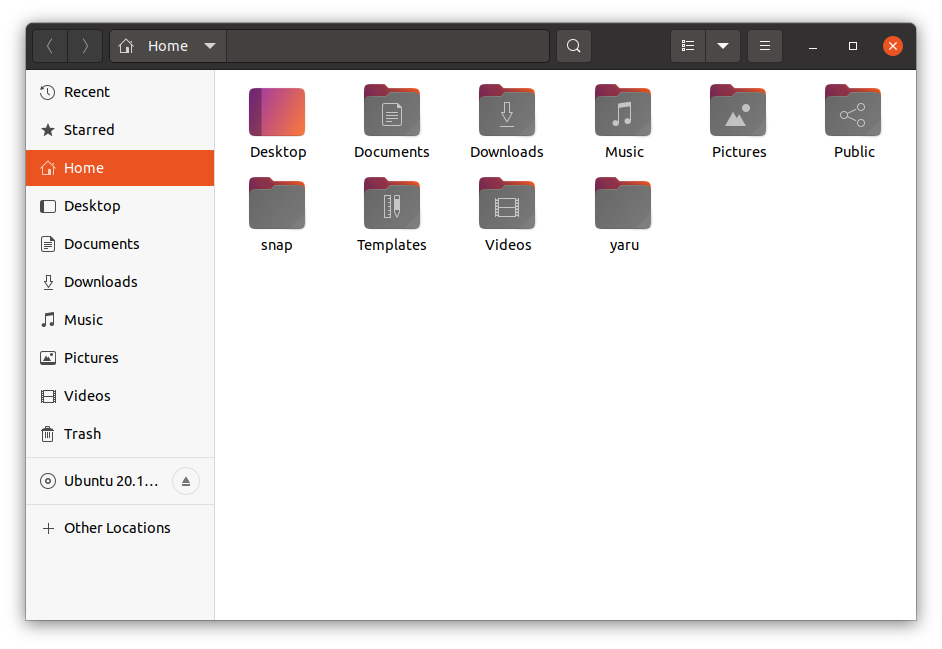 Home
Recent
Starred
Home
Desktop
Documents
Downloads
Music
Pictures
Videos
Trash
Ubuntu 20.1…
Other Locations
Desktop
Documents
Downloads
Music
Pictures
Public
snap
Templates
Videos
yaru